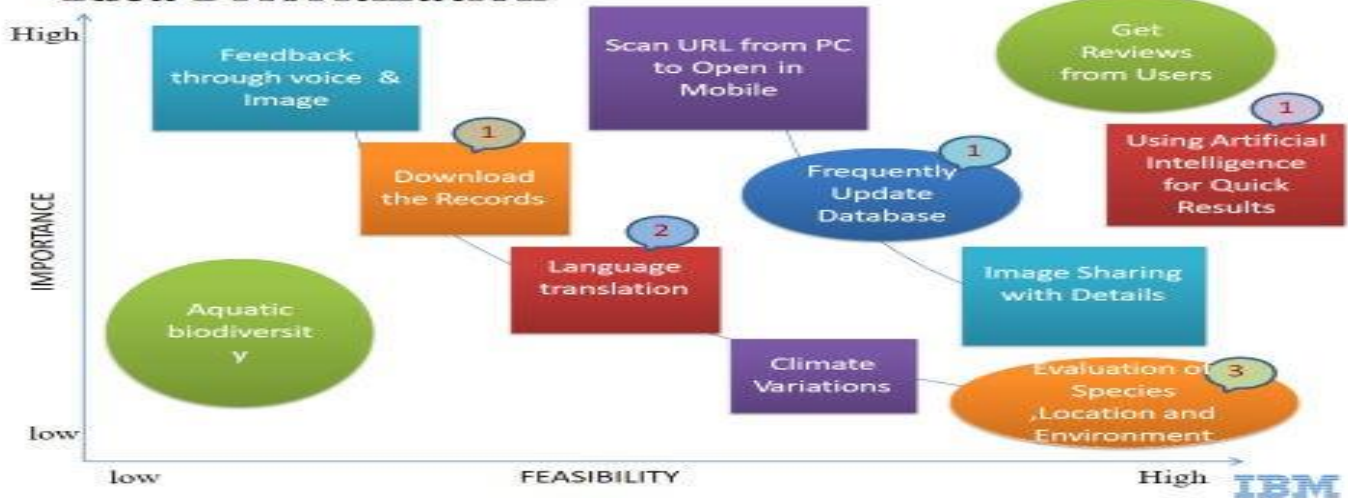 High
Feedback
through voice &
Image
Scan URL from PC
to Open in
Mobile
Get
Reviews
from Users
1
Download
the Records
1
Frequently
Update
Database
1
Using Artificial
Intelligence
for Quick
Results
IMPORTANCE
2
Language
translation
Image Sharing
with Details
Aquatic
biodiversit
y
Climate
Variations
3
Evaluation of
Species
,Location and
Environment
low
low
FEASIBILITY
High
IBM